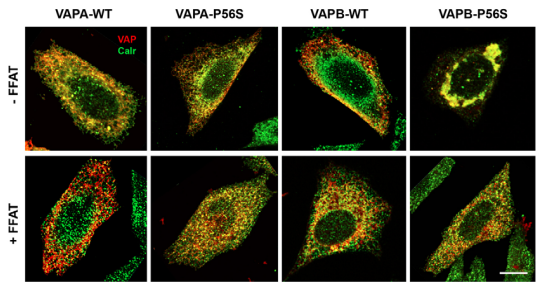 VAPA-WT VAPA-P56S VAPB-WT VAPB-P56S
VAP
Calr
- FFAT
+ FFAT